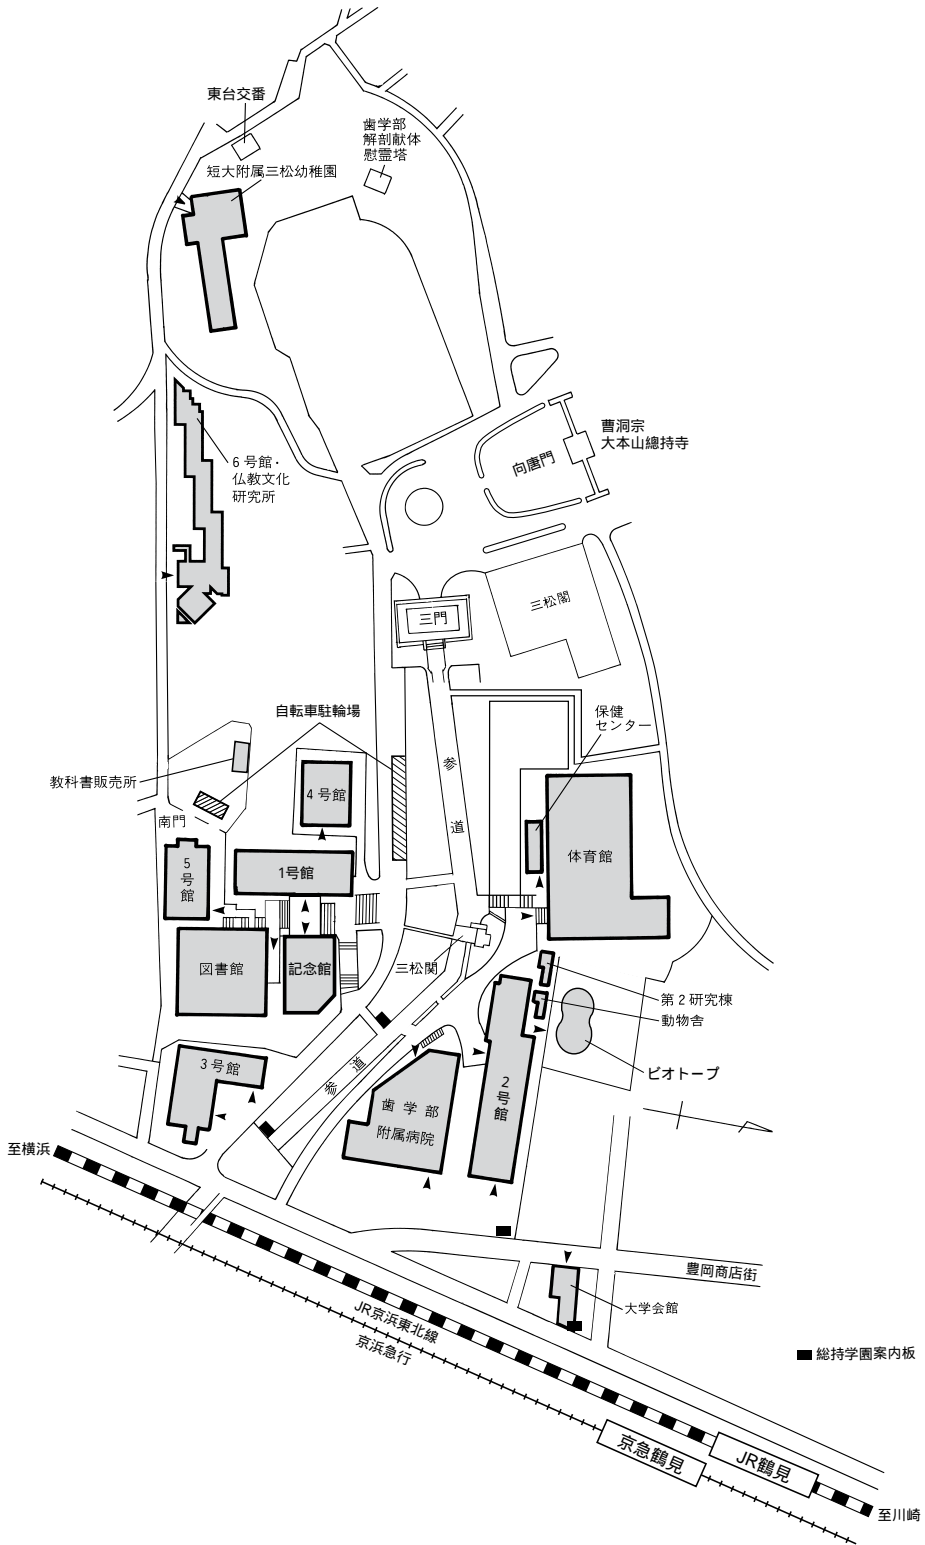 東台交番
歯学部
解剖献体
慰霊塔
短大附属三松幼稚園
曹洞宗
大本山總持寺
向唐門
6号館・
仏教文化
研究所
三松閣
三門
自転車駐輪場
保健
センター
参
道
教科書販売所
4号館
南門
体育館
5
号
館
1号館
図書館
記念館
三松関
第2研究棟
動物舎
3号館
参
道
ビオトープ
2
号
館
歯学部
附属病院
至横浜
豊岡商店街
大学会館
JR京浜東北線
京浜急行
総持学園案内板
京急鶴見
JR鶴見
至川崎